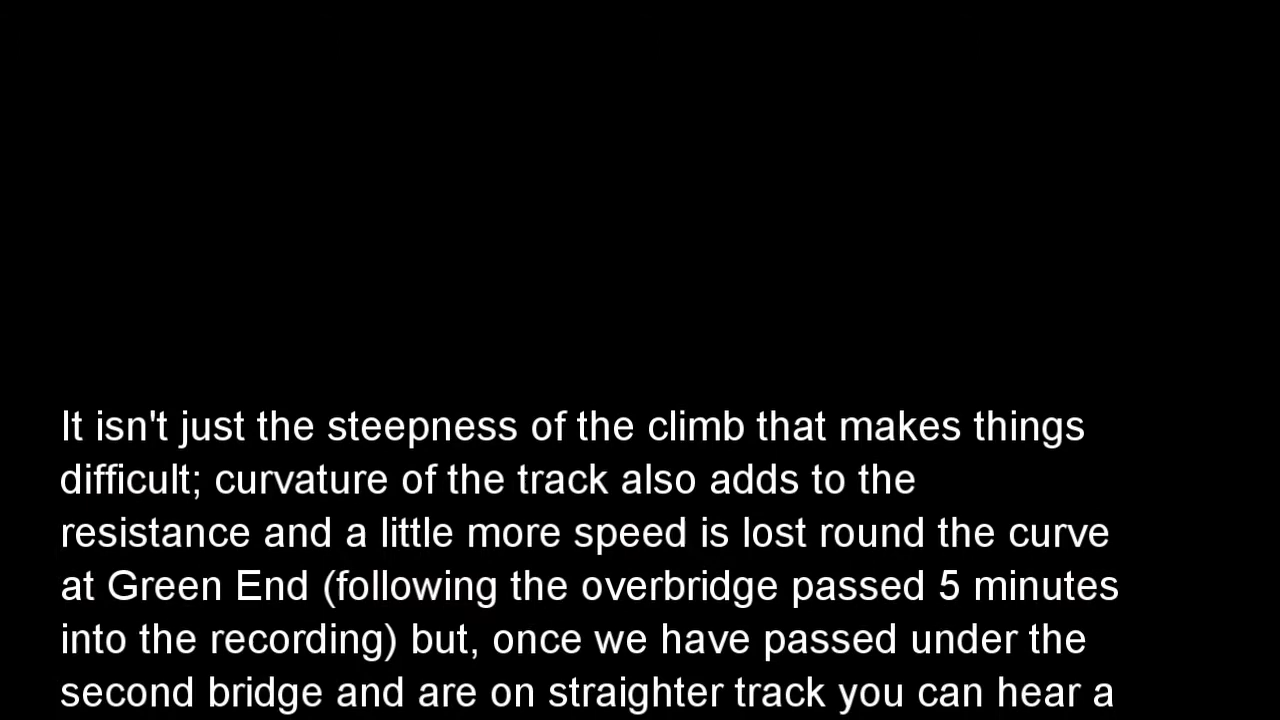 It isn't just the steepness of the climb that makes things
difficult; curvature of the track also adds to the
resistance and a little more speed is lost round the curve
at Green End (following the overbridge passed 5 minutes
into the recording) but, once we have passed under the
second bridge and are on straighter track you can hear a